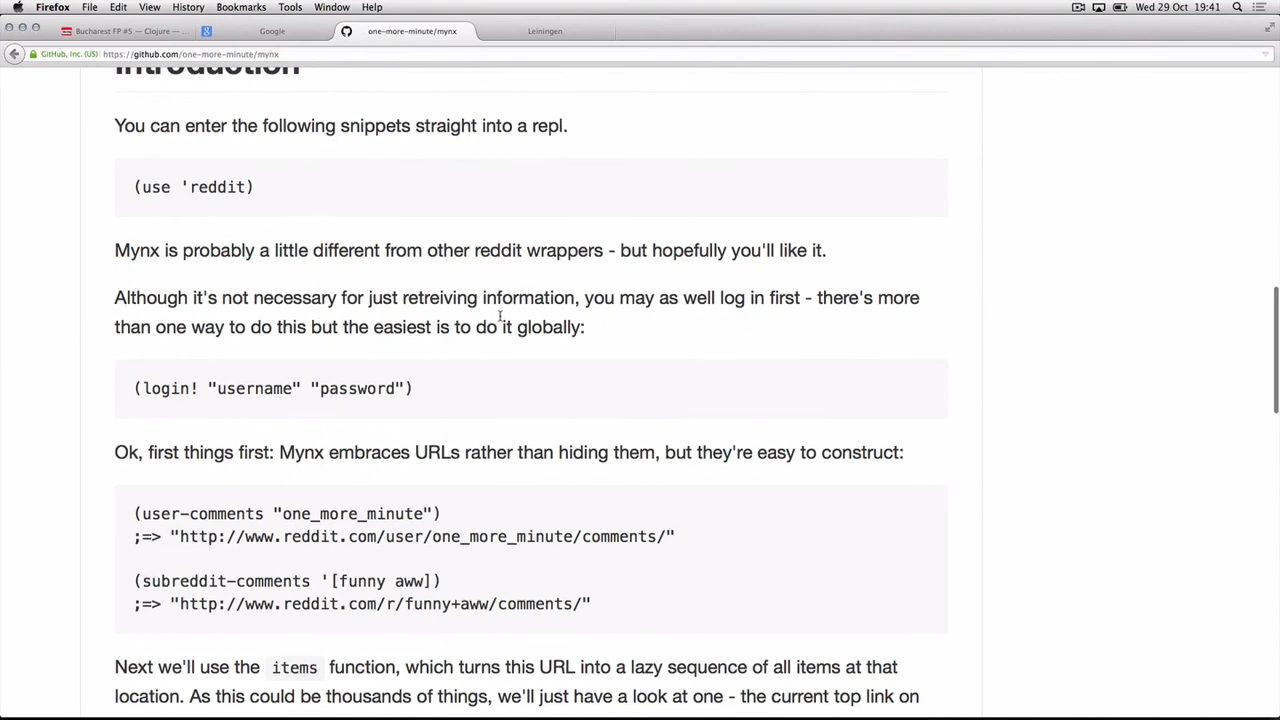 Firefox File Edit View History Bookmarks Tools Window Help Wed 29 Oct 19:41
Bucharest FP #5 — Clojure — ... Google one-more-minute/mynx Leiningen
GitHub, Inc. (US) https://github.com/one-more-minute/mynx
Introduction
You can enter the following snippets straight into a repl.
(use 'reddit)
Mynx is probably a little different from other reddit wrappers - but hopefully you'll like it.
Although it's not necessary for just retreiving information, you may as well log in first - there's more
than one way to do this but the easiest is to do it globally:
(login! "username" "password")
Ok, first things first: Mynx embraces URLs rather than hiding them, but they're easy to construct:
(user-comments "one_more_minute")
;=> "http://www.reddit.com/user/one_more_minute/comments/"
(subreddit-comments '[funny aww])
;=> "http://www.reddit.com/r/funny+aww/comments/"
Next we'll use the items function, which turns this URL into a lazy sequence of all items at that
location. As this could be thousands of things, we'll just have a look at one - the current top link on